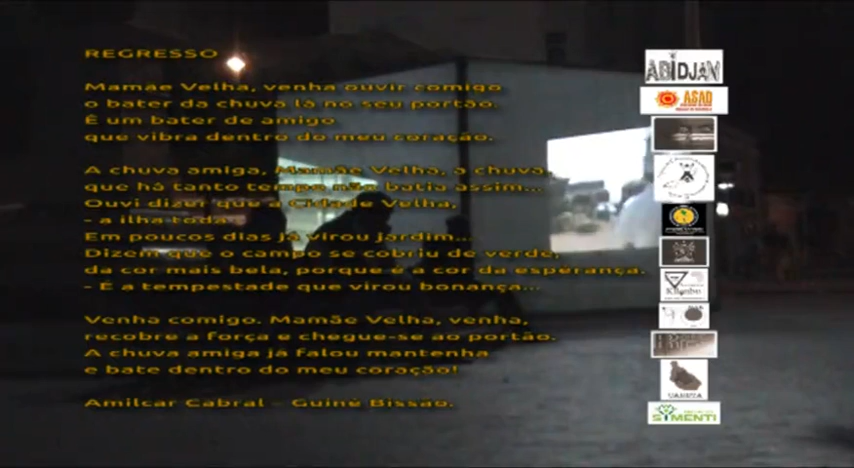 REGRESSO
Mamãe Velha, venha ouvir comigo
o bater da chuva lá no seu portão.
É um bater de amigo
que vibra dentro do meu coração.
A chuva amiga, Mamãe Velha, a chuva,
que há tanto tempo não batia assim...
Ouvi dizer que a Cidade Velha,
- a ilha toda -
Em poucos dias já virou jardim...
Dizem que o campo se cobriu de verde,
da cor mais bela, porque é a cor da esperança.
- É a tempestade que virou bonança...
Venha comigo, Mamãe Velha, venha,
recobre a força e chegue-se ao portão.
A chuva amiga já falou mantenha
e bate dentro do meu coração!
Amilcar Cabral - Guiné Bissao.
ABIDJAN
ASAD
SIMENTI